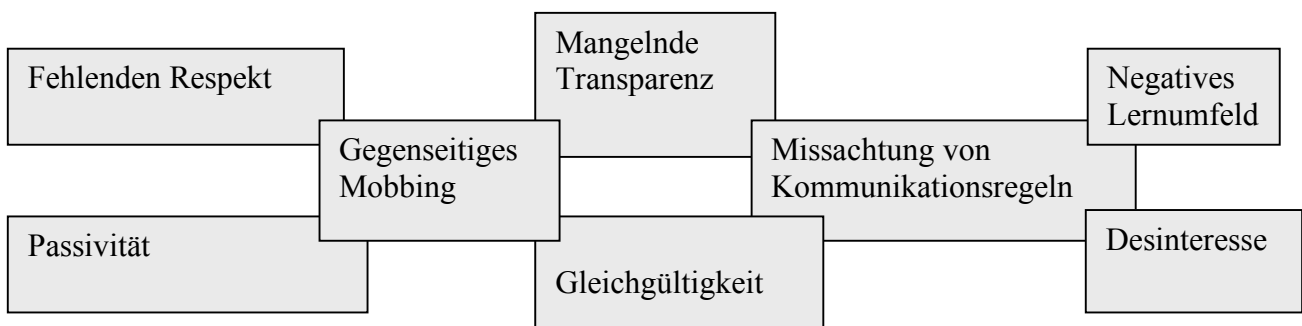 Fehlenden Respekt
Mangelnde
Transparenz
Negatives
Lernumfeld
Gegenseitiges
Mobbing
Missachtung von
Kommunikationsregeln
Passivität
Gleichgültigkeit
Desinteresse